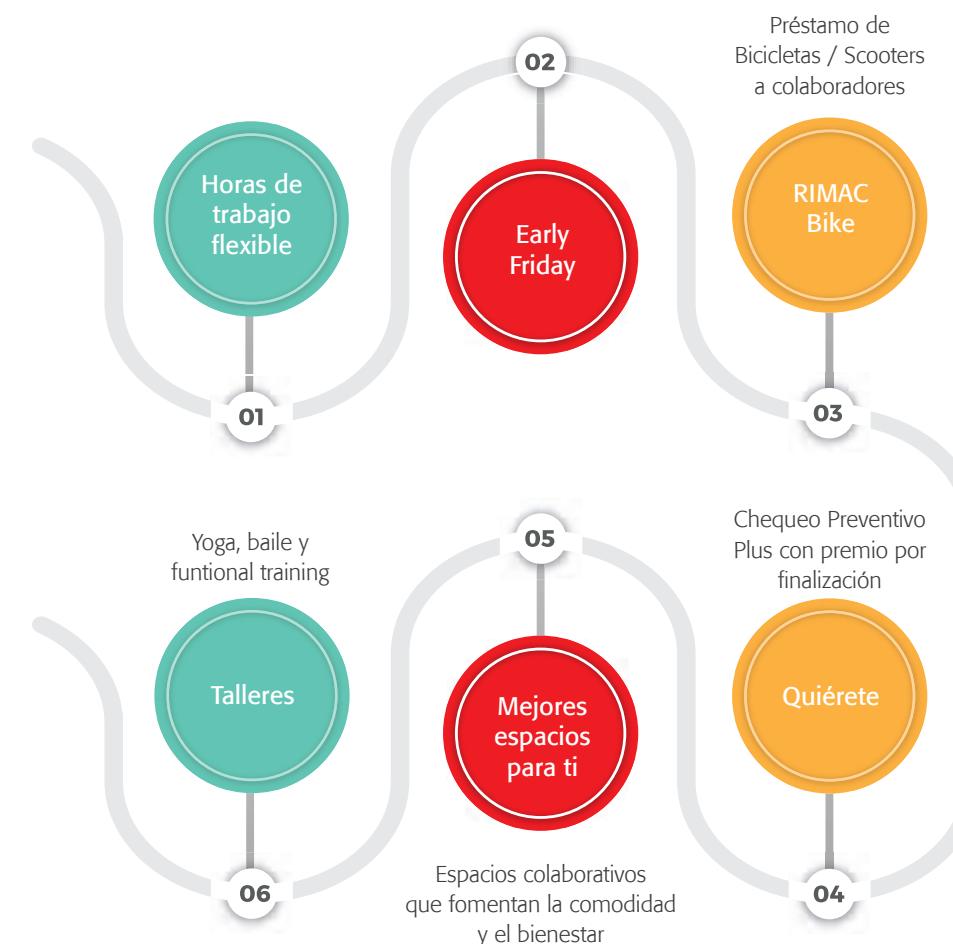 01
Horas de
trabajo
flexible
02
Early
Friday
Préstamo de
Bicicletas / Scooters
a colaboradores
RIMAC
Bike
03
Chequeo Preventivo
Plus con premio por
finalización
Quiérete
04
05
Mejores
espacios
para ti
Espacios colaborativos
que fomentan la comodidad
y el bienestar
Yoga, baile y
funtional training
Talleres
06